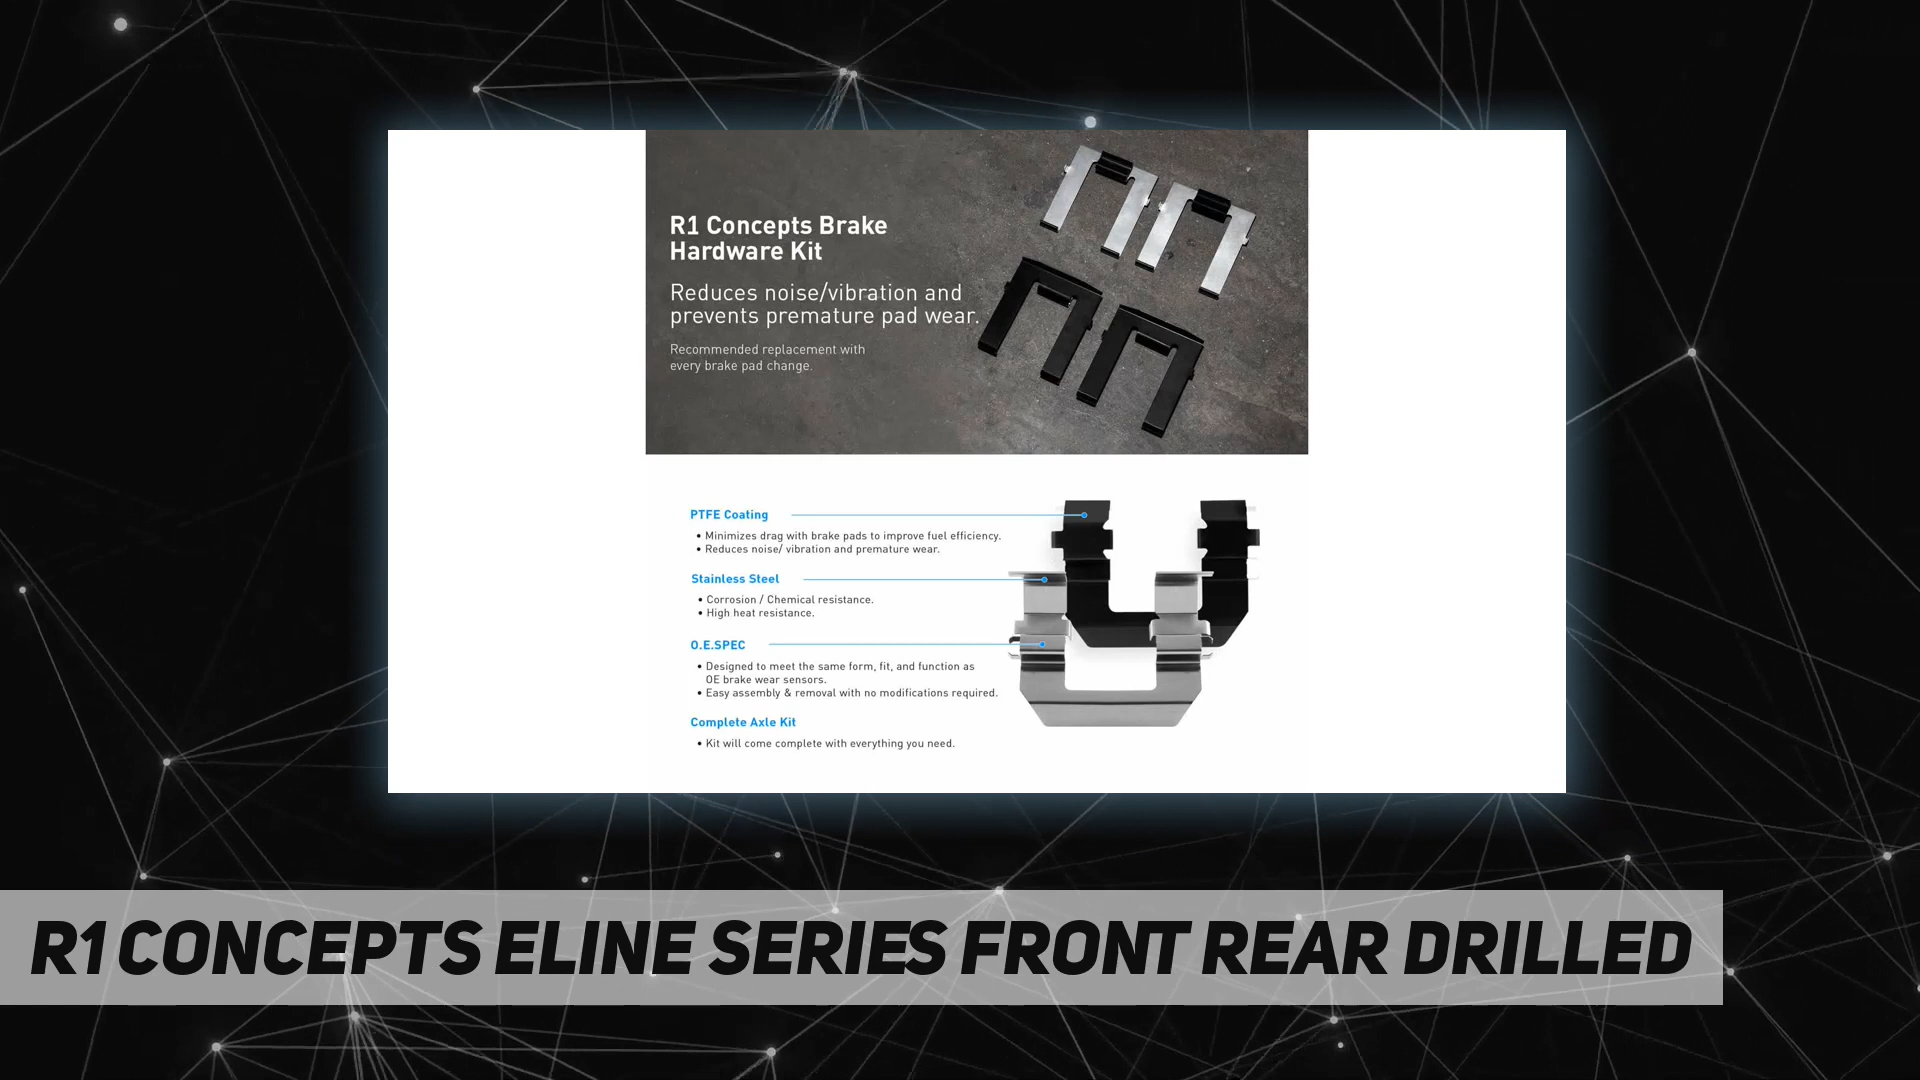 R1 Concepts Brake
Hardware Kit
Reduces noise/vibration and
prevents premature pad wear.
Recommended replacement with
every brake pad change.
PTFE Coating
• Minimizes drag with brake pads to improve fuel efficiency.
• Reduces noise/ vibration and premature wear.
Stainless Steel
• Corrosion / Chemical resistance.
• High heat resistance.
O.E.SPEC
• Designed to meet the same form, fit, and function as
OE brake wear sensors.
• Easy assembly & removal with no modifications required.
Complete Axle Kit
• Kit will come complete with everything you need.
R1 CONCEPTS ELINE SERIES FRONT REAR DRILLED